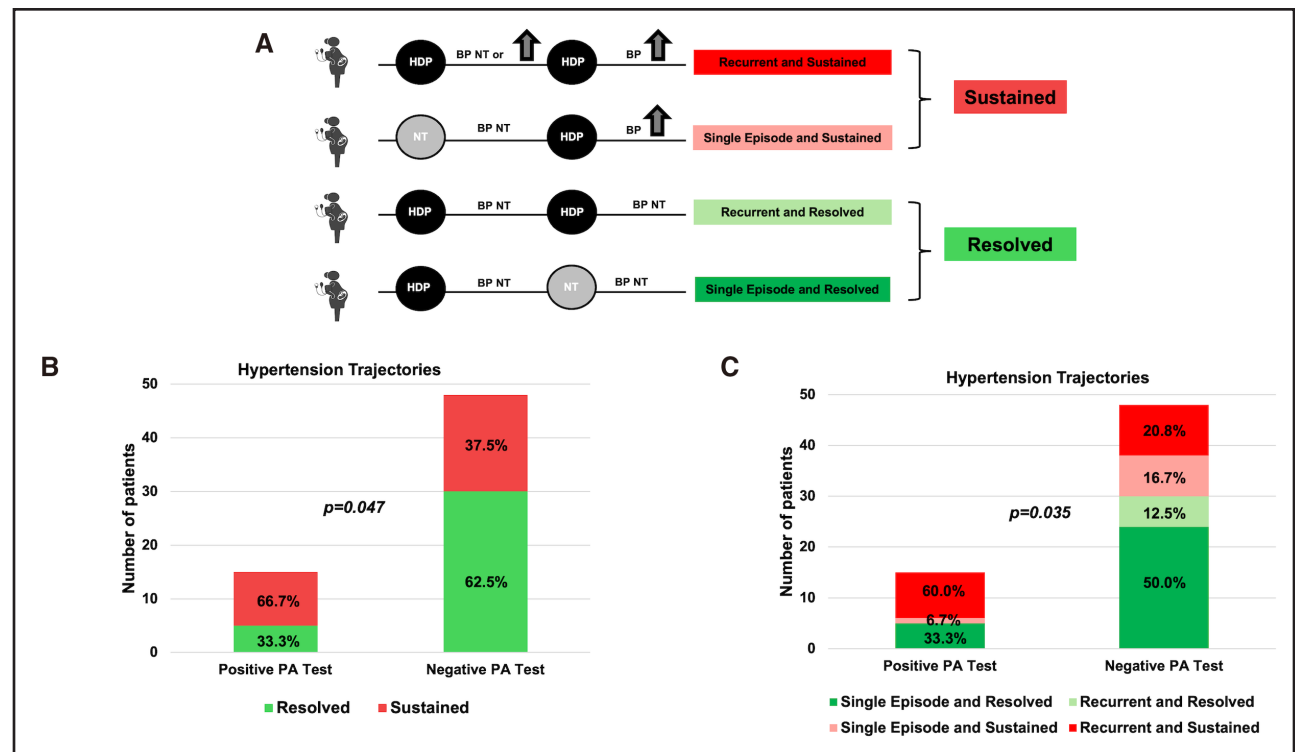 A
HDP
BP NT or
HDP
BP
Recurrent and Sustained
Sustained
NT
BP NT
HDP
BP
Single Episode and Sustained
HDP
BP NT
HDP
BP NT
Recurrent and Resolved
Resolved
HDP
BP NT
NT
BP NT
Single Episode and Resolved
B
Hypertension Trajectories
Number of patients
50
40
30
20
10
0
37.5%
p=0.047
62.5%
66.7%
33.3%
Positive PA Test
Negative PA Test
Resolved
Sustained
C
Hypertension Trajectories
Number of patients
50
40
30
20
10
0
20.8%
16.7%
p=0.035
12.5%
50.0%
60.0%
6.7%
33.3%
Positive PA Test
Negative PA Test
Single Episode and Resolved
Recurrent and Resolved
Single Episode and Sustained
Recurrent and Sustained